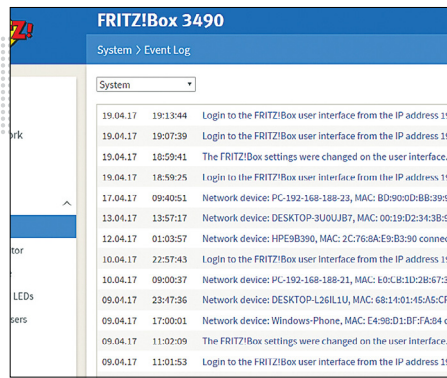 FRITZ!Box 3490
System > Event Log
System
19.04.17 19:13:44 Login to the FRITZ!Box user interface from the IP address 19
19.04.17 19:07:39 Login to the FRITZ!Box user interface from the IP address 19
19.04.17 18:59:41 The FRITZ!Box settings were changed on the user interface.
19.04.17 18:59:25 Login to the FRITZ!Box user interface from the IP address 19
17.04.17 09:40:51 Network device: PC-192-168-188-23, MAC: BD:90:0D:BB:39:9
13.04.17 13:57:17 Network device: DESKTOP-3U0UJB7, MAC: 00:19:D2:34:3B:9
12.04.17 01:03:57 Network device: HPE9B390, MAC: 2C:76:8A:E9:B3:90 connec
10.04.17 22:57:43 Login to the FRITZ!Box user interface from the IP address 19
10.04.17 09:00:37 Network device: PC-192-168-188-21, MAC: E0:CB:1D:2B:67:3
09.04.17 23:47:36 Network device: DESKTOP-L26IL1U, MAC: 68:14:01:45:A5:CF
09.04.17 17:00:01 Network device: Windows-Phone, MAC: E4:98:D1:BF:FA:84 c
09.04.17 11:02:09 The FRITZ!Box settings were changed on the user interface.
09.04.17 11:01:53 Login to the FRITZ!Box user interface from the IP address 19
Z!
ork
tor
LEDs
sers